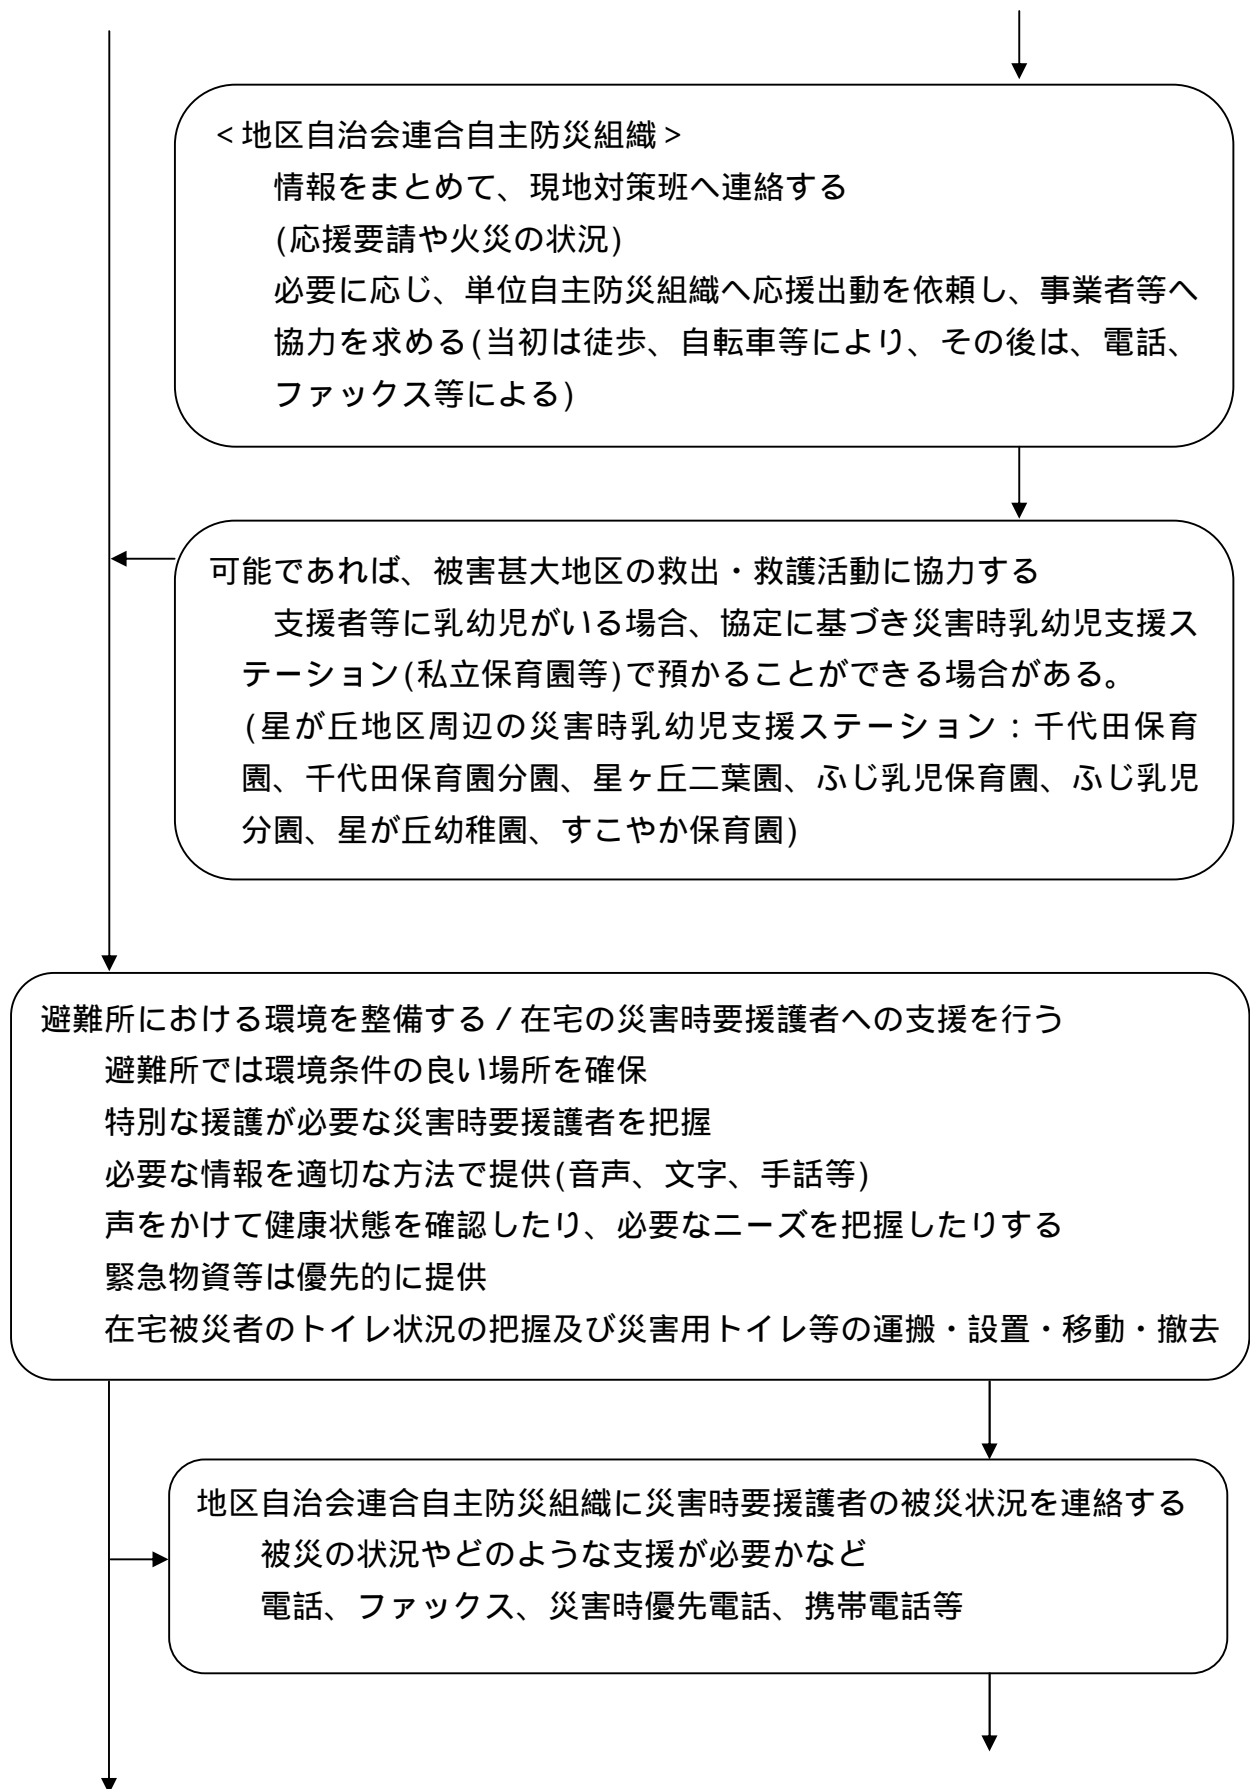 <地区自治会連合自主防災組織>
情報をまとめて、現地対策班へ連絡する
(応援要請や火災の状況)
必要に応じ、単位自主防災組織へ応援出動を依頼し、事業者等へ
協力を求める(当初は徒歩、自転車等により、その後は、電話、
ファックス等による)
可能であれば、被害甚大地区の救出・救護活動に協力する
支援者等に乳幼児がいる場合、協定に基づき災害時乳幼児支援ス
テーション(私立保育園等)で預かることができる場合がある。
(星が丘地区周辺の災害時乳幼児支援ステーション:千代田保育
園、千代田保育園分園、星ヶ丘二葉園、ふじ乳児保育園、ふじ乳児
分園、星が丘幼稚園、すこやか保育園)
避難所における環境を整備する/在宅の災害時要援護者への支援を行う
避難所では環境条件の良い場所を確保
特別な援護が必要な災害時要援護者を把握
必要な情報を適切な方法で提供(音声、文字、手話等)
声をかけて健康状態を確認したり、必要なニーズを把握したりする
緊急物資等は優先的に提供
在宅被災者のトイレ状況の把握及び災害用トイレ等の運搬・設置・移動・撤去
地区自治会連合自主防災組織に災害時要援護者の被災状況を連絡する
被災の状況やどのような支援が必要かなど
電話、ファックス、災害時優先電話、携帯電話等